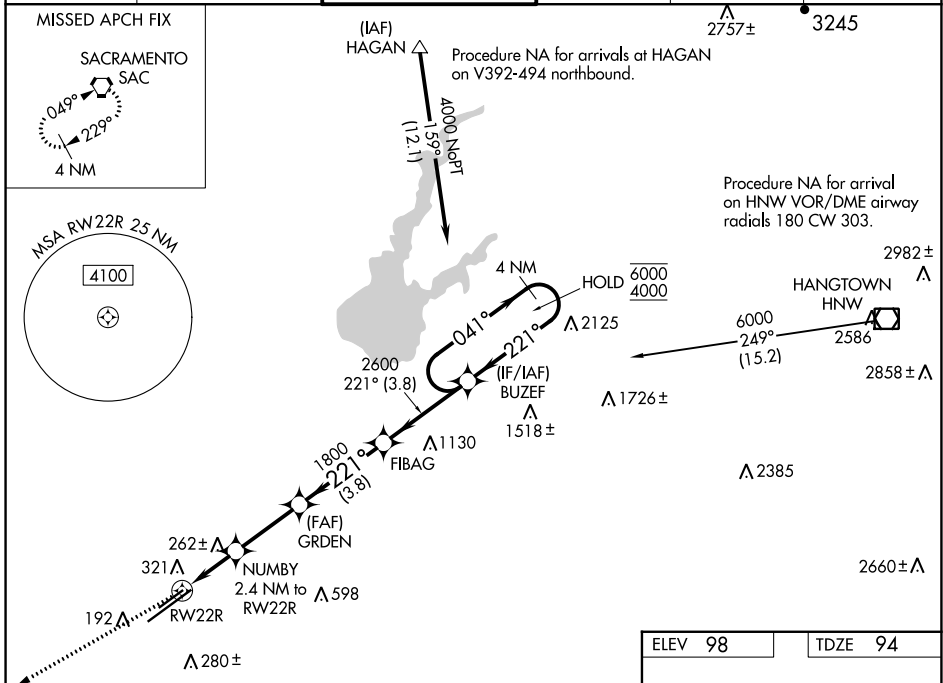 MISSED APCH FIX
SACRAMENTO
SAC
049°
229°
4 NM
MSA RW22R 25 NM
4100
(IAF)
HAGAN
Procedure NA for arrivals at HAGAN
on V392-494 northbound.
4000 NoPT
159°
(12.1)
2757±
3245
Procedure NA for arrival
on HNW VOR/DME airway
radials 180 CW 303.
2982±
HANGTOWN
HNW
2586
6000
249°
(15.2)
2858±
4 NM
HOLD
6000
4000
041°
221°
2125
(IF/IAF)
BUZEF
2600
221° (3.8)
1726±
1518±
1130
FIBAG
1800
221°
(3.8)
2385
(FAF)
GRDEN
262±
NUMBY
2.4 NM to
RW22R
321
598
2660±
192
RW22R
280±
ELEV 98
TDZE 94